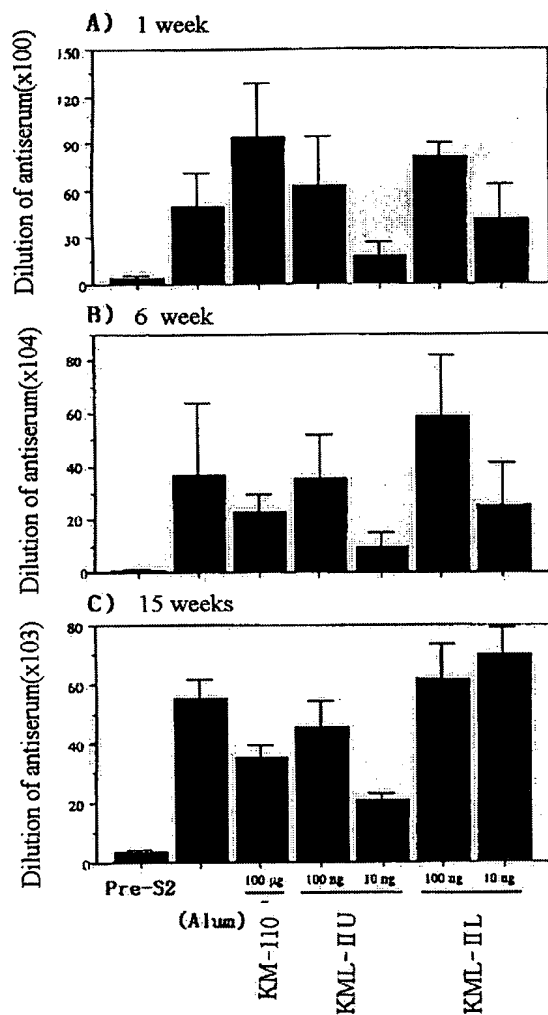 A) 1 week
Dilution of antiserum(x100)
150
120
90
60
30
0
B) 6 week
Dilution of antiserum(x104)
80
60
40
20
0
C) 15 weeks
Dilution of antiserum(x103)
80
60
40
20
0
Pre-S2
100 µg
100 ng
10 ng
100 ng
10 ng
(Alum)
KM-110
KML-IIU
KML-IIL